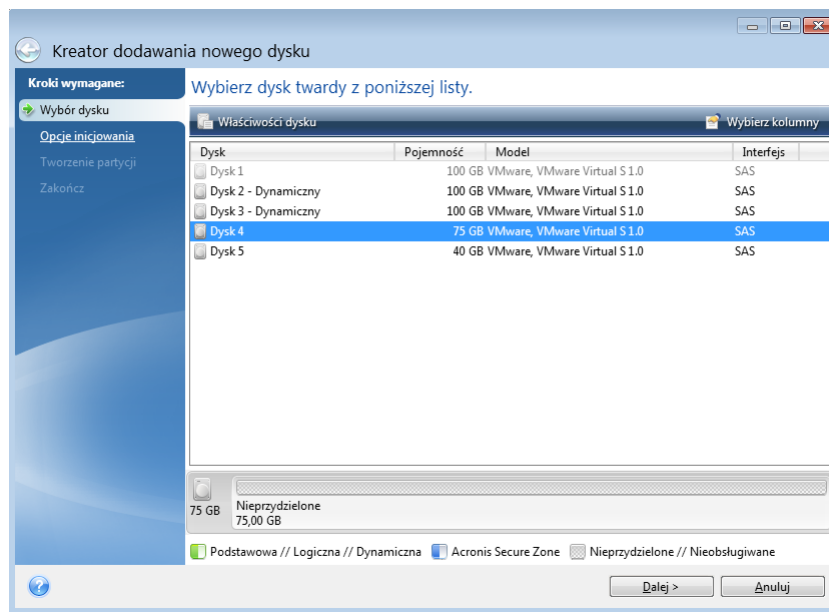 Kreator dodawania nowego dysku
Kroki wymagane:
Wybór dysku
Opcje inicjowania
Tworzenie partycji
Zakończ
Wybierz dysk twardy z poniższej listy.
Właściwości dysku Wybierz kolumny
Dysk Pojemność Model Interfejs
Dysk 1 100 GB VMware, VMware Virtual S 1.0 SAS
Dysk 2 - Dynamiczny 100 GB VMware, VMware Virtual S 1.0 SAS
Dysk 3 - Dynamiczny 100 GB VMware, VMware Virtual S 1.0 SAS
Dysk 4 75 GB VMware, VMware Virtual S 1.0 SAS
Dysk 5 40 GB VMware, VMware Virtual S 1.0 SAS
75 GB
Nieprzydzielone
75,00 GB
Podstawowa // Logiczna // Dynamiczna Acronis Secure Zone Nieprzydzielone // Nieobsługiwane
Dalej > Anuluj